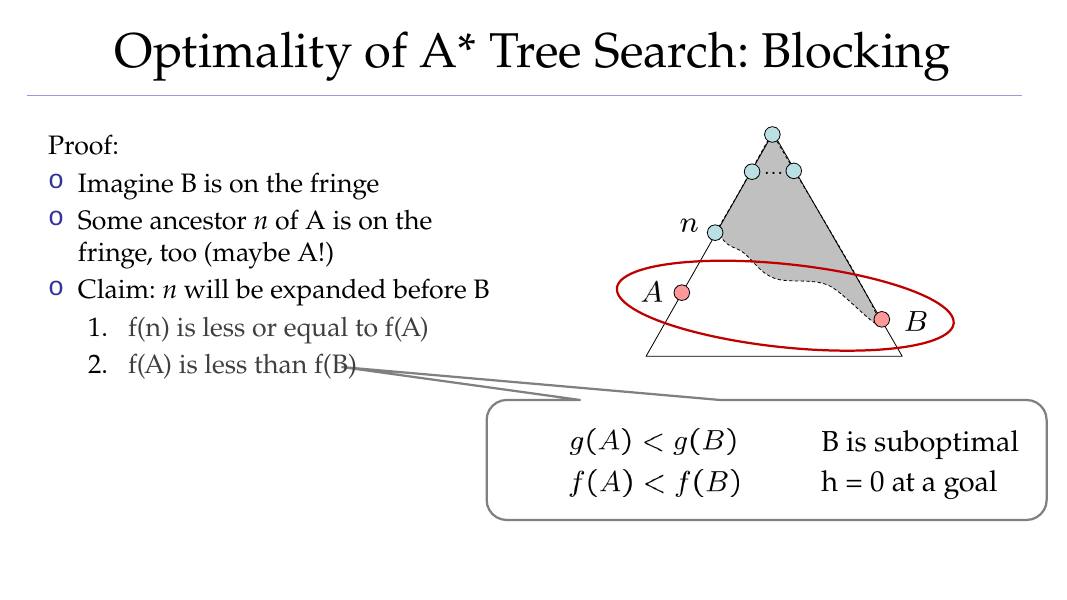 Optimality of A* Tree Search: Blocking
Proof:
o Imagine B is on the fringe
o Some ancestor n of A is on the
fringe, too (maybe A!)
o Claim: n will be expanded before B
1. f(n) is less or equal to f(A)
2. f(A) is less than f(B)
...
n
A
B
g(A) < g(B) B is suboptimal
f(A) < f(B) h = 0 at a goal